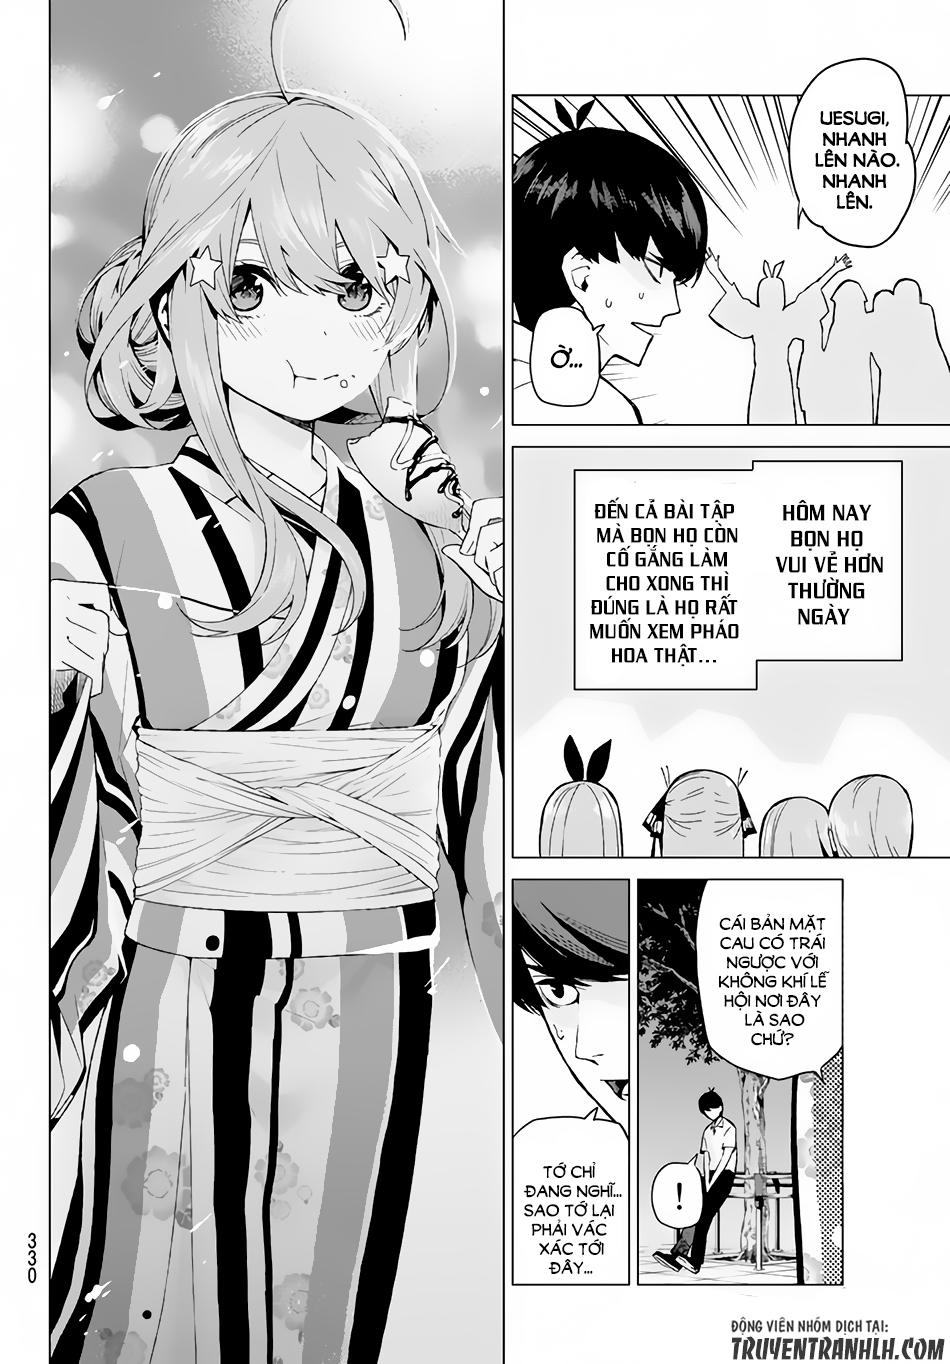 UESUGI,
NHANH
LÊN NÀO.
NHANH
LÊN.
Ờ...
HÔM NAY
BỌN HỌ
VUI VẺ HƠN
THƯỜNG
NGÀY
ĐẾN CẢ BÀI TẬP
MÀ BỌN HỌ CÒN
CỐ GẮNG LÀM
CHO XONG THÌ
ĐÚNG LÀ HỌ RẤT
MUỐN XEM PHÁO
HOA THẬT...
CÁI BẢN MẶT
CAU CÓ TRÁI
NGƯỢC VỚI
KHÔNG KHÍ LỄ
HỘI NƠI ĐÂY
LÀ SAO
CHỨ?
!
TỚ CHỈ
ĐANG NGHĨ...
SAO TỚ LẠI
PHẢI VÁC
XÁC TỚI
ĐÂY...
330
ĐỘNG VIÊN NHÓM DỊCH TẠI:
TRUYENTRANHLH.COM